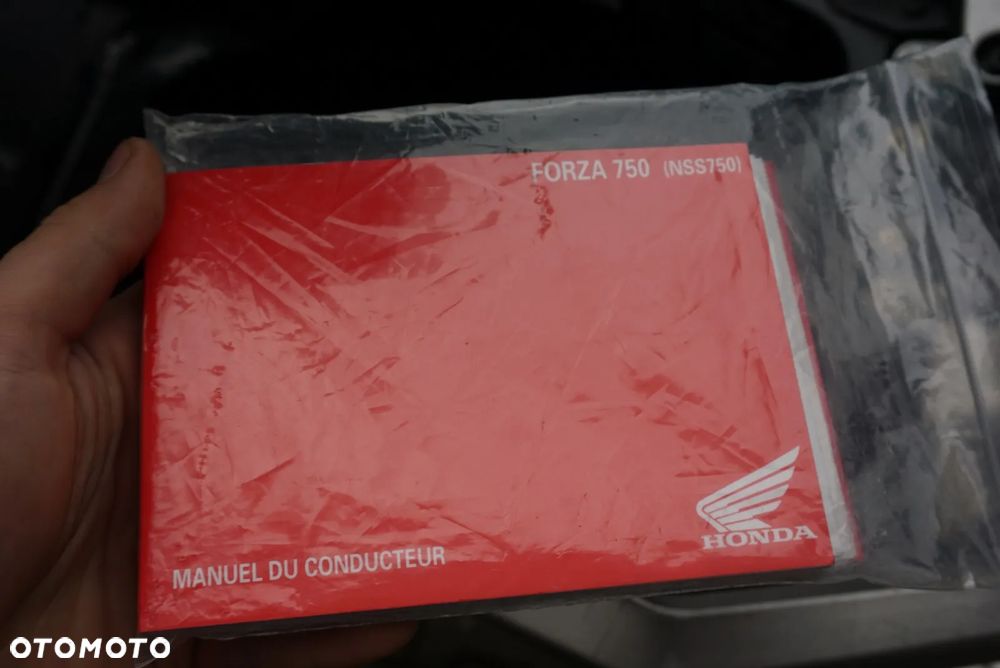 FORZA 750 (NSS750)
HONDA
MANUEL DU CONDUCTEUR
OTOMOTO